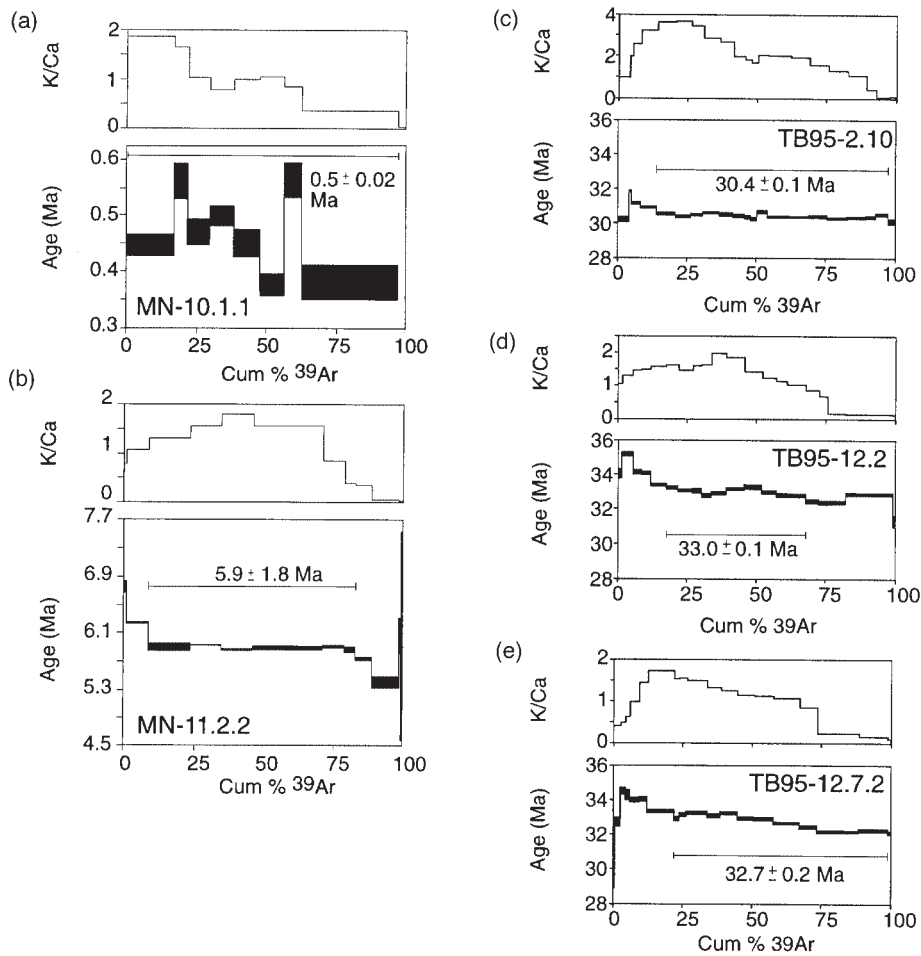 (a)
K/Ca
2
1
0
Age (Ma)
0.6
0.5
0.4
0.3
0.5 ± 0.02
Ma
MN-10.1.1
0 25 50 75 100
Cum % 39Ar
(b)
K/Ca
2
1
0
Age (Ma)
7.7
6.9
6.1
5.3
4.5
5.9 ± 1.8 Ma
MN-11.2.2
0 25 50 75 100
Cum % 39Ar
(c)
K/Ca
4
2
0
Age (Ma)
36
34
32
30
28
TB95-2.10
30.4 ± 0.1 Ma
0 25 50 75 100
Cum % 39Ar
(d)
K/Ca
2
1
0
Age (Ma)
36
34
32
30
28
TB95-12.2
33.0 ± 0.1 Ma
0 25 50 75 100
Cum % 39Ar
(e)
K/Ca
2
1
0
Age (Ma)
36
34
32
30
28
TB95-12.7.2
32.7 ± 0.2 Ma
0 25 50 75 100
Cum % 39Ar